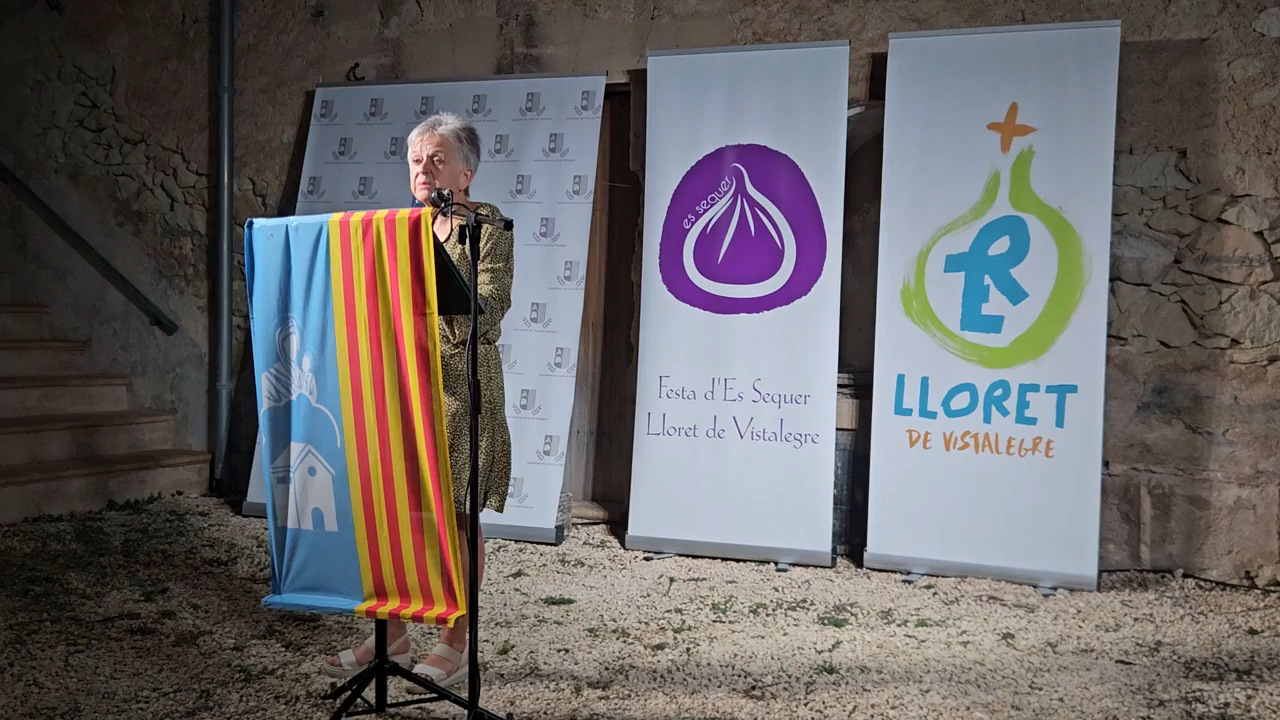 es sequer
Festa d'Es Sequer
Lloret de Vistalegre
LLORET
DE VISTALEGRE